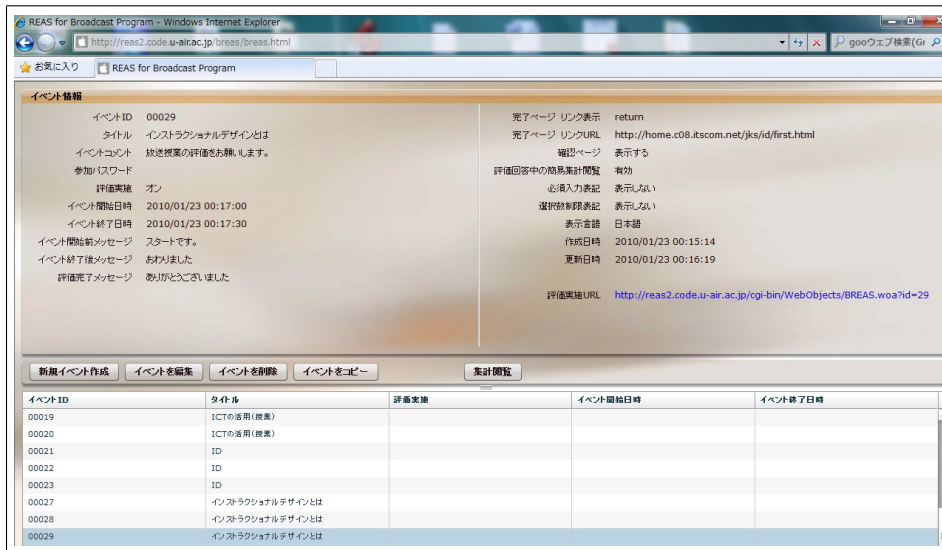 REAS for Broadcast Program - Windows Internet Explorer
http://reas2.code.u-air.ac.jp/breas/breas.html
gooウェブ検索(Gr
お気に入り
REAS for Broadcast Program
イベント情報
イベントID 00029
タイトル インストラクショナルデザインとは
イベントコメント 放送授業の評価をお願いします。
参加パスワード
評価実施 オン
イベント開始日時 2010/01/23 00:17:00
イベント終了日時 2010/01/23 00:17:30
イベント開始前メッセージ スタートです。
イベント終了後メッセージ おわりました
評価完了メッセージ ありがとうございました
完了ページ リンク表示 return
完了ページ リンクURL http://home.c08.itscom.net/jks/id/first.html
確認ページ 表示する
評価回答中の簡易集計閲覧 有効
必須入力表記 表示しない
選択数制限表記 表示しない
表示言語 日本語
作成日時 2010/01/23 00:15:14
更新日時 2010/01/23 00:16:19
評価実施URL http://reas2.code.u-air.ac.jp/cgi-bin/WebObjects/BREAS.woa?id=29
新規イベント作成 イベントを編集 イベントを削除 イベントをコピー 集計閲覧
イベントID タイトル 評価実施 イベント開始日時 イベント終了日時
00019 ICTの活用(授業)
00020 ICTの活用(授業)
00021 ID
00022 ID
00023 ID
00027 インストラクショナルデザインとは
00028 インストラクショナルデザインとは
00029 インストラクショナルデザインとは